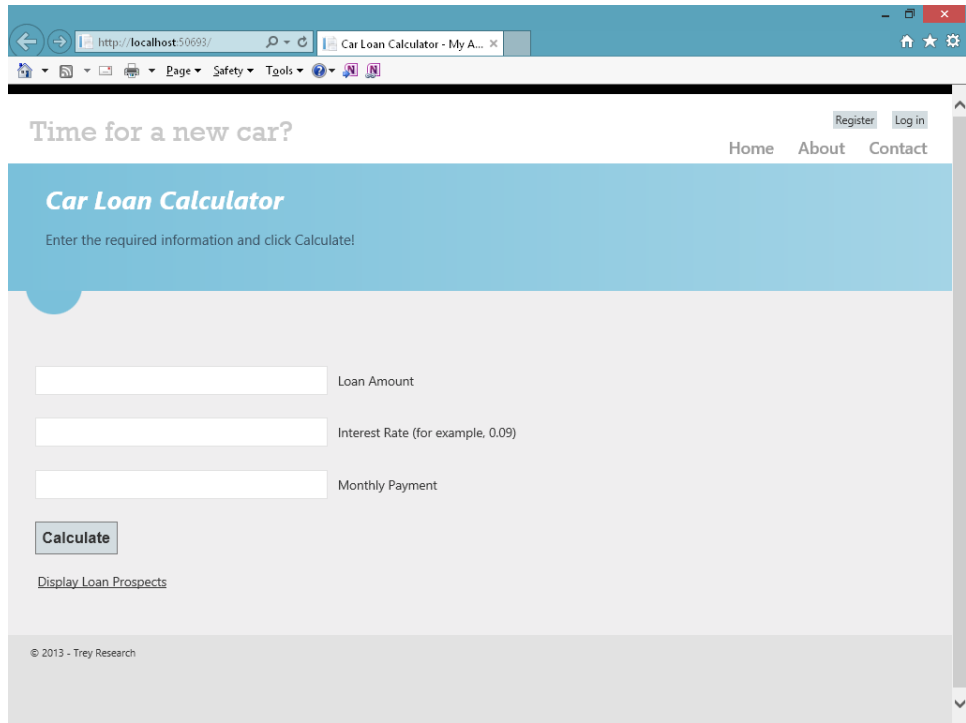 http://localhost:50693/
Car Loan Calculator - My A...
Page Safety Tools
Time for a new car?
Register Log in
Home About Contact
Car Loan Calculator
Enter the required information and click Calculate!
Loan Amount
Interest Rate (for example, 0.09)
Monthly Payment
Calculate
Display Loan Prospects
© 2013 - Trey Research